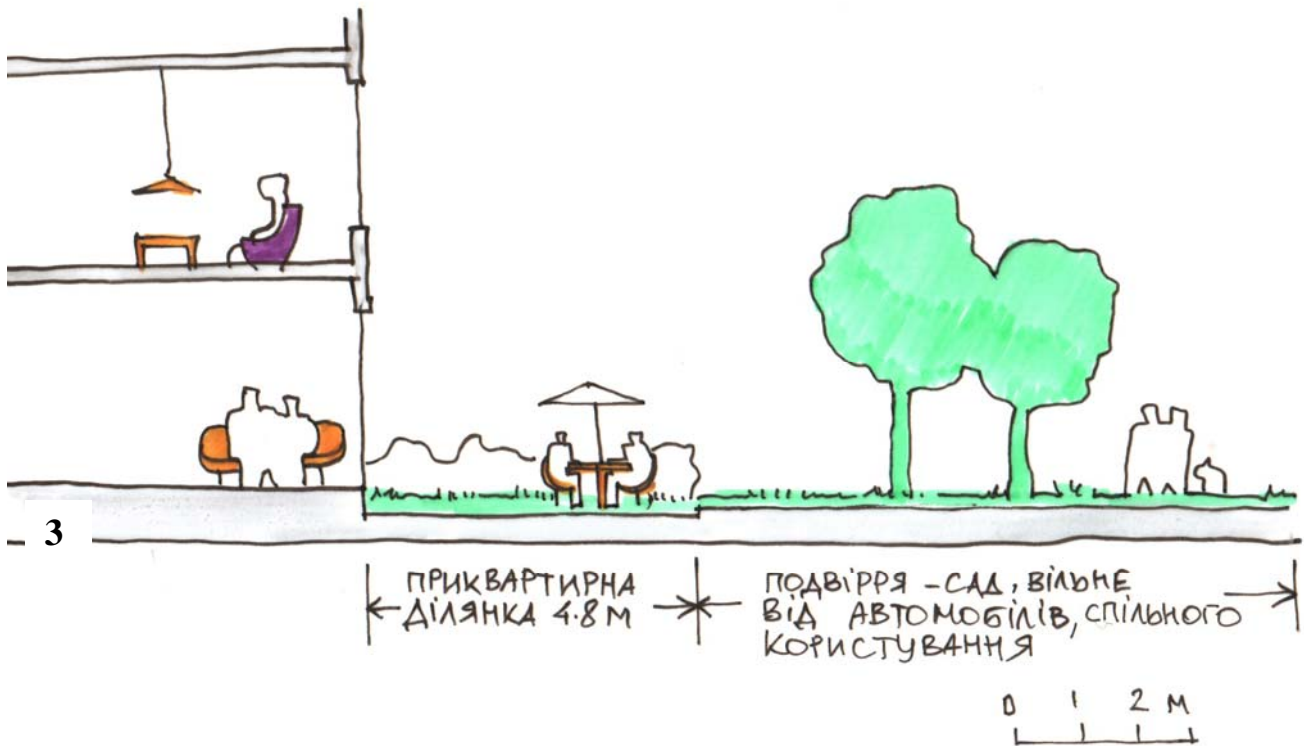 3
ПРИКВАРТИРНА
ДІЛЯНКА 4.8 М
ПОДВІРРЯ - САД, ВІЛЬНЕ
ВІД АВТОМОБІЛІВ, СПІЛЬНОГО
КОРИСТУВАННЯ
0 1 2 М